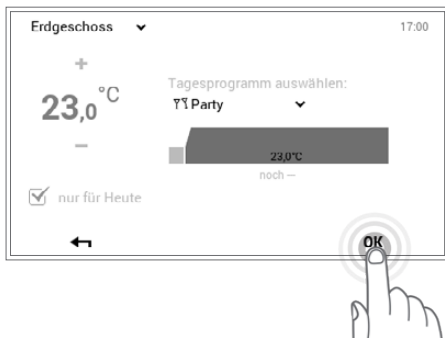 Erdgeschoss 17:00
+
23,0 °C
−
Tagesprogramm auswählen:
Party
23,0°C
noch --
nur für Heute
OK